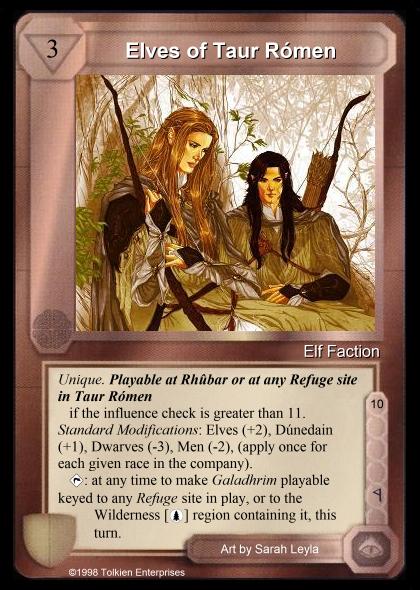 3
Elves of Taur Rómen
Elf Faction
Unique. Playable at Rhûbar or at any Refuge site
in Taur Rómen
if the influence check is greater than 11.
Standard Modifications: Elves (+2), Dúnedain
(+1), Dwarves (-3), Men (-2), (apply once for
each given race in the company).
: at any time to make Galadhrim playable
keyed to any Refuge site in play, or to the
Wilderness [ ] region containing it, this
turn.
10
Art by Sarah Leyla
©1998 Tolkien Enterprises